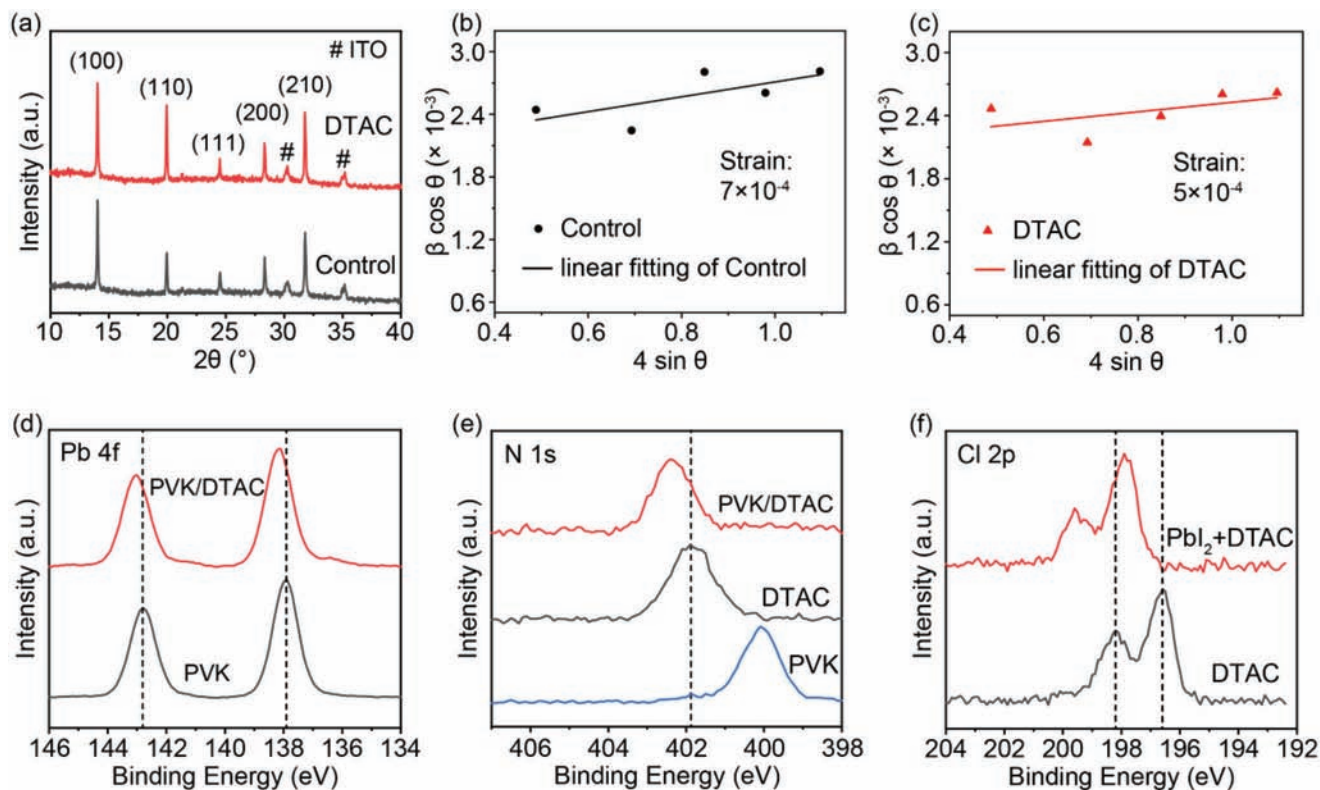 (a)
Intensity (a.u.)
# ITO
(100)
(110)
(111)
(200)
(210)
DTAC
#
#
Control
10 15 20 25 30 35 40
2θ (°)
(b)
β cos θ (× 10⁻³)
3.0
2.4
1.8
1.2
0.6
Strain:
7×10⁻⁴
Control
linear fitting of Control
0.4 0.6 0.8 1.0
4 sin θ
(c)
β cos θ (× 10⁻³)
3.0
2.4
1.8
1.2
0.6
Strain:
5×10⁻⁴
DTAC
linear fitting of DTAC
0.4 0.6 0.8 1.0
4 sin θ
(d)
Intensity (a.u.)
Pb 4f
PVK/DTAC
PVK
146 144 142 140 138 136 134
Binding Energy (eV)
(e)
Intensity (a.u.)
N 1s
PVK/DTAC
DTAC
PVK
406 404 402 400 398
Binding Energy (eV)
(f)
Intensity (a.u.)
Cl 2p
PbI₂+DTAC
DTAC
204 202 200 198 196 194 192
Binding Energy (eV)